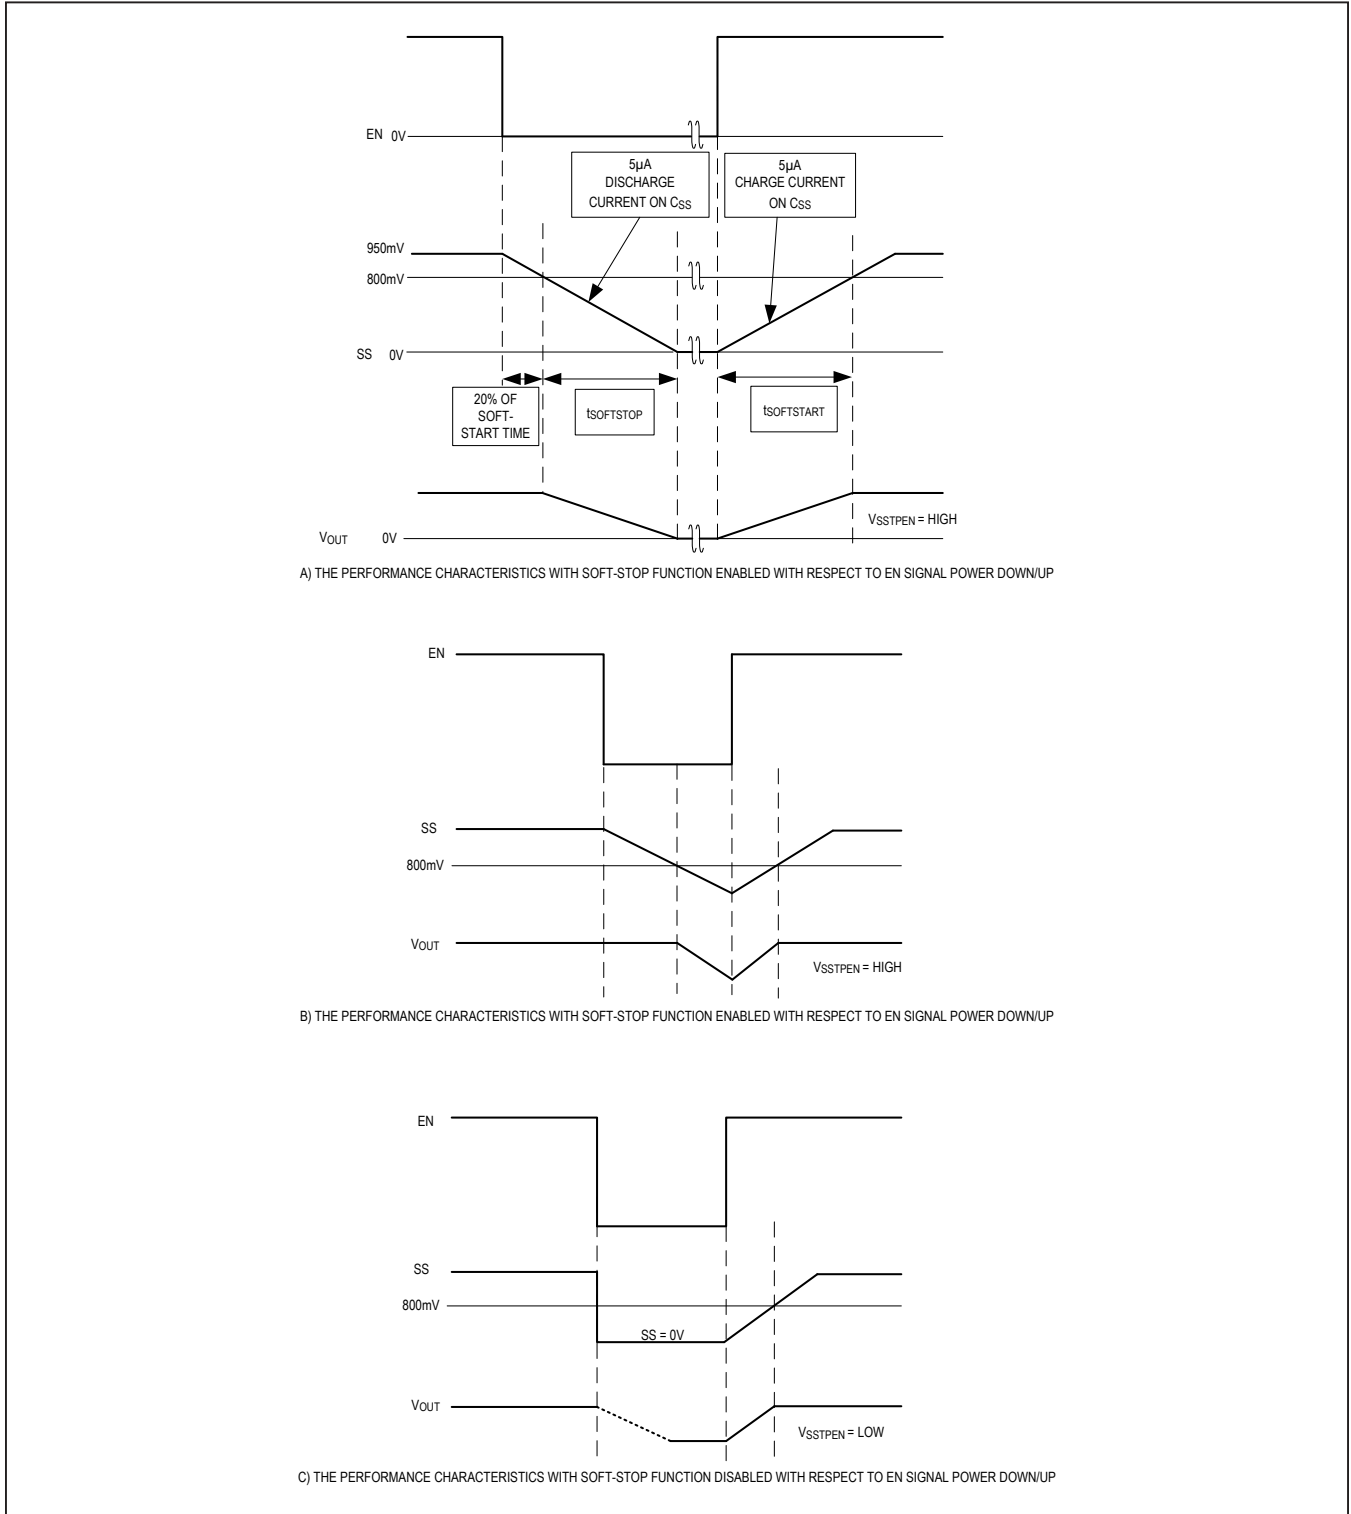 EN 0V
5µA
DISCHARGE
CURRENT ON CSS
5µA
CHARGE CURRENT
ON CSS
950mV
800mV
SS 0V
20% OF
SOFT-
START TIME
tSOFTSTOP
tSOFTSTART
VSSTPEN = HIGH
VOUT 0V
A) THE PERFORMANCE CHARACTERISTICS WITH SOFT-STOP FUNCTION ENABLED WITH RESPECT TO EN SIGNAL POWER DOWN/UP
EN
SS
800mV
VOUT
VSSTPEN = HIGH
B) THE PERFORMANCE CHARACTERISTICS WITH SOFT-STOP FUNCTION ENABLED WITH RESPECT TO EN SIGNAL POWER DOWN/UP
EN
SS
800mV
SS = 0V
VOUT
VSSTPEN = LOW
C) THE PERFORMANCE CHARACTERISTICS WITH SOFT-STOP FUNCTION DISABLED WITH RESPECT TO EN SIGNAL POWER DOWN/UP